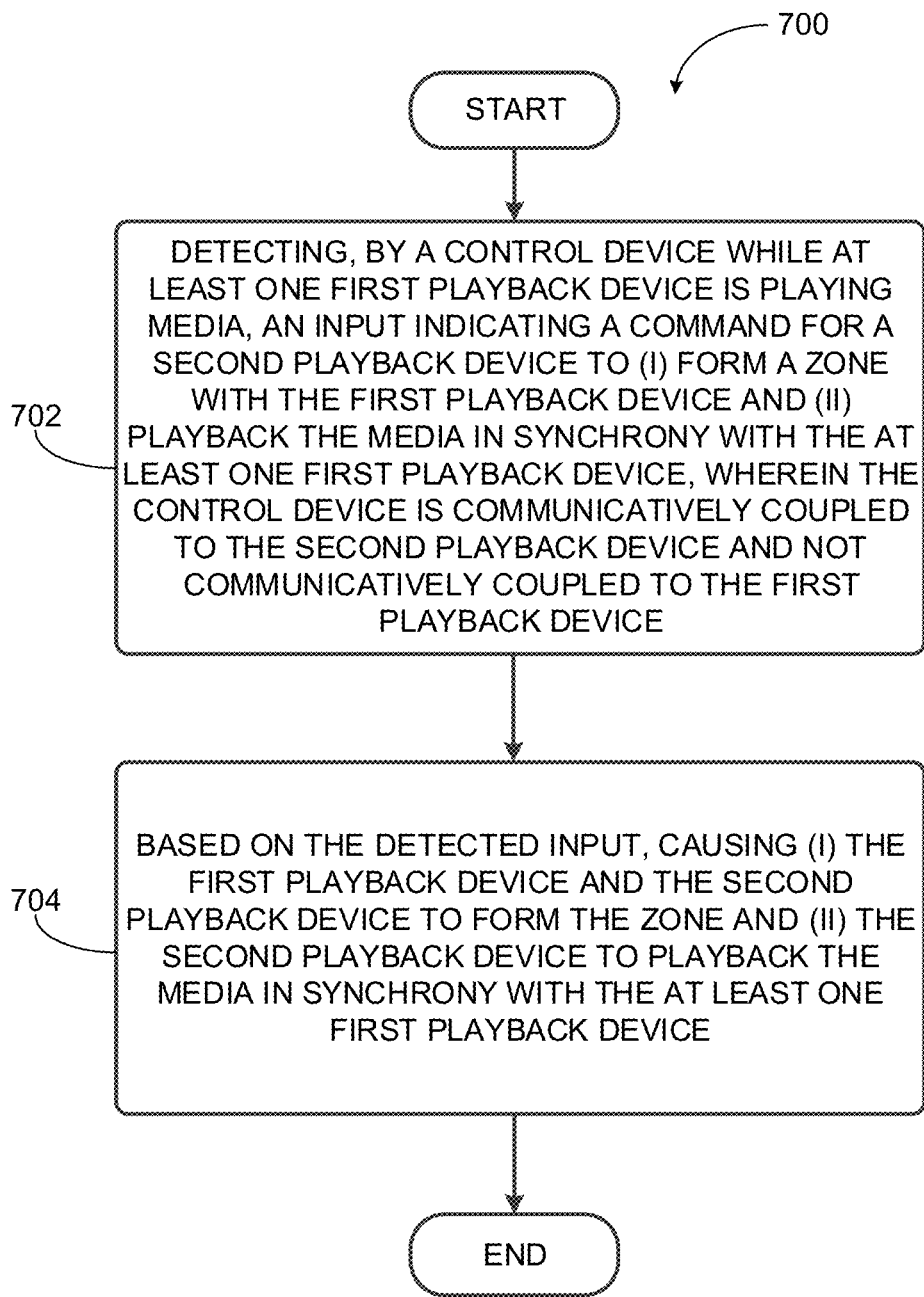 700
START
702
DETECTING, BY A CONTROL DEVICE WHILE AT
LEAST ONE FIRST PLAYBACK DEVICE IS PLAYING
MEDIA, AN INPUT INDICATING A COMMAND FOR A
SECOND PLAYBACK DEVICE TO (I) FORM A ZONE
WITH THE FIRST PLAYBACK DEVICE AND (II)
PLAYBACK THE MEDIA IN SYNCHRONY WITH THE AT
LEAST ONE FIRST PLAYBACK DEVICE, WHEREIN THE
CONTROL DEVICE IS COMMUNICATIVELY COUPLED
TO THE SECOND PLAYBACK DEVICE AND NOT
COMMUNICATIVELY COUPLED TO THE FIRST
PLAYBACK DEVICE
704
BASED ON THE DETECTED INPUT, CAUSING (I) THE
FIRST PLAYBACK DEVICE AND THE SECOND
PLAYBACK DEVICE TO FORM THE ZONE AND (II) THE
SECOND PLAYBACK DEVICE TO PLAYBACK THE
MEDIA IN SYNCHRONY WITH THE AT LEAST ONE
FIRST PLAYBACK DEVICE
END